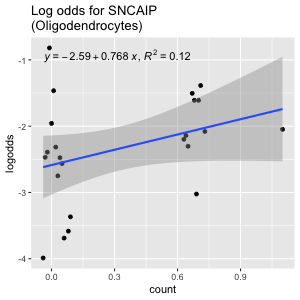 Log odds for SNCAIP
(Oligodendrocytes)
y = −2.59 + 0.768 x, R² = 0.12
-1
-2
-3
-4
logodds
0.0 0.3 0.6 0.9
count